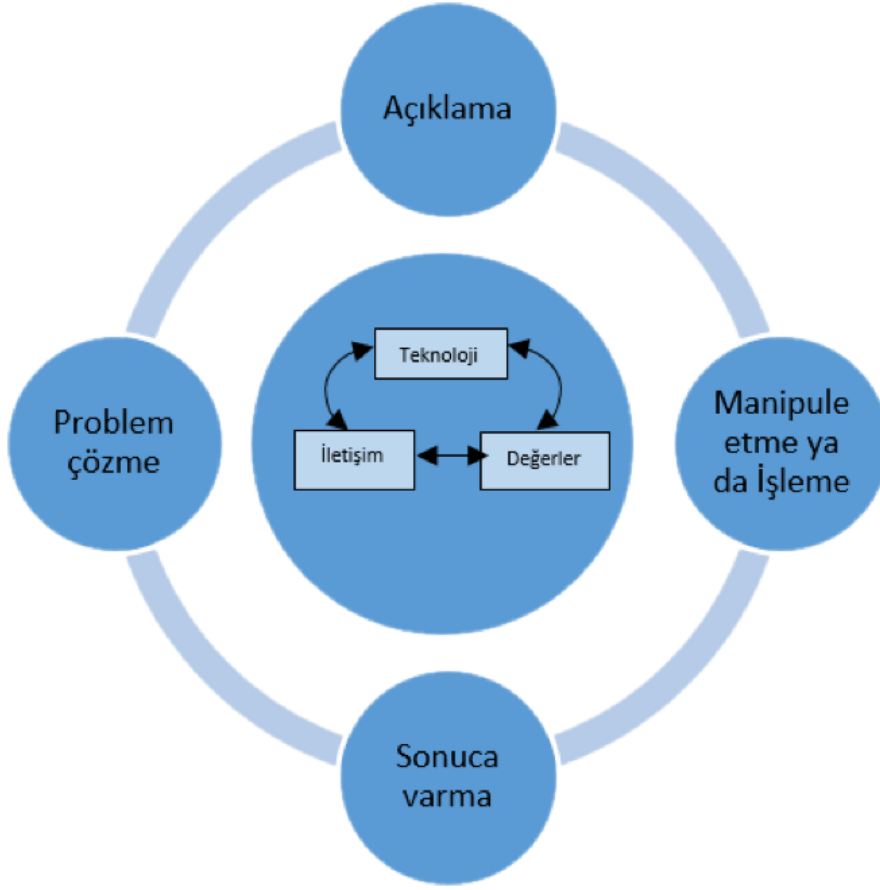 Açıklama
Teknoloji
İletişim
Değerler
Problem
çözme
Manipule
etme ya
da İşleme
Sonuca
varma